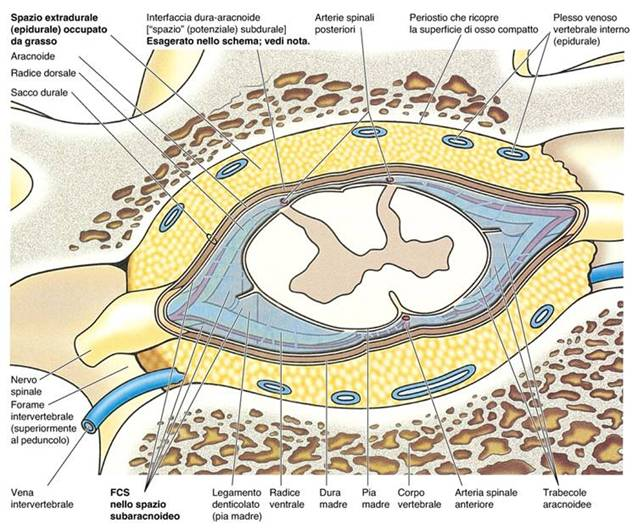 Spazio extradurale
(epidurale) occupato
da grasso
Aracnoide
Radice dorsale
Sacco durale
Interfaccia dura-aracnoide
["spazio" (potenziale) subdurale]
Esagerato nello schema; vedi nota.
Arterie spinali
posteriori
Periostio che ricopre
la superficie di osso compatto
Plesso venoso
vertebrale interno
(epidurale)
Nervo
spinale
Forame
intervertebrale
(superiormente
al peduncolo)
Vena
intervertebrale
FCS
nello spazio
subaracnoideo
Legamento
denticolato
(pia madre)
Radice
ventrale
Dura
madre
Pia
madre
Corpo
vertebrale
Arteria spinale
anteriore
Trabecole
aracnoidee